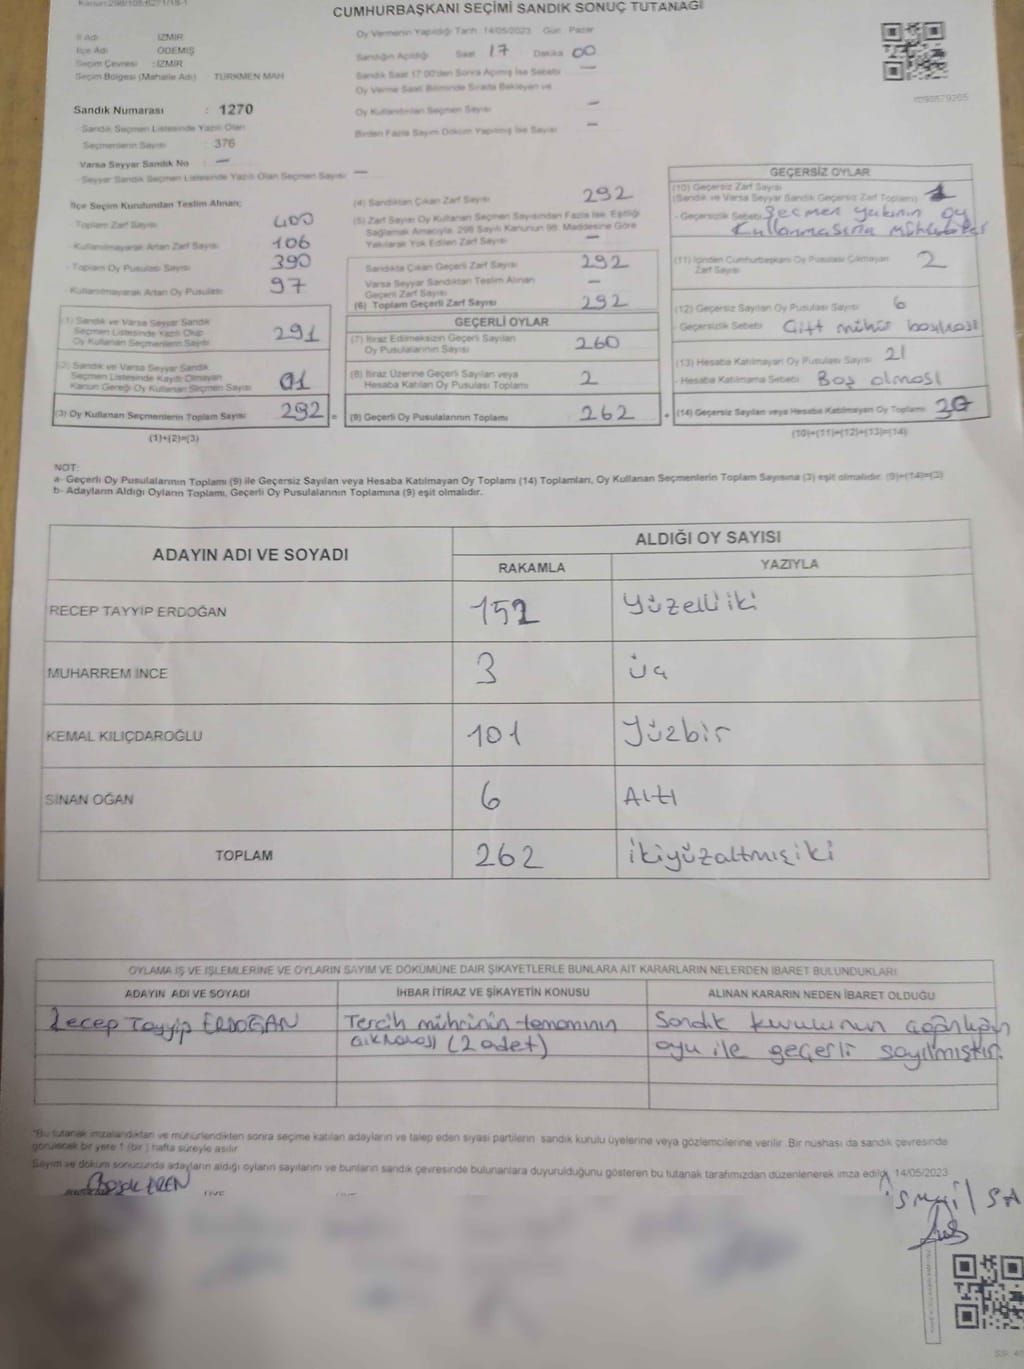 CUMHURBAŞKANI SEÇİMİ SANDIK SONUÇ TUTANAĞI
İl Adı İZMİR
İlçe Adı ÖDEMİŞ
Seçim Çevresi : İZMİR
Seçim Bölgesi (Mahalle Adı) TÜRKMEN MAH
Sandık Numarası : 1270
- Sandık Seçmen Listesinde Yazılı Olan
Seçmenlerin Sayısı : 376
Varsa Seyyar Sandık No : —
- Seyyar Sandık Seçmen Listesinde Yazılı Olan Seçmen Sayısı : —
Oy Vermenin Yapıldığı Tarih: 14/05/2023 Gün: Pazar
Sandığın Açıldığı Saat 17 Dakika 00
Sandık Saat 17:00'den Sonra Açılmış İse Sebebi —
Oy Verme Saati Bitiminde Sırada Bekleyen ve
Oy Kullandırılan Seçmen Sayısı —
Birden Fazla Sayım Döküm Yapılmış İse Sayısı —
İlçe Seçim Kurulundan Teslim Alınan;
- Toplam Zarf Sayısı 400
- Kullanılmayarak Artan Zarf Sayısı 106
- Toplam Oy Pusulası Sayısı 390
- Kullanılmayarak Artan Oy Pusulası 97
(1) Sandık ve Varsa Seyyar Sandık
Seçmen Listesinde Yazılı Olup
Oy Kullanan Seçmenlerin Sayısı 291
(2) Sandık ve Varsa Seyyar Sandık
Seçmen Listesinde Kayıtlı Olmayan
Kanun Gereği Oy Kullanan Seçmen Sayısı 01
(3) Oy Kullanan Seçmenlerin Toplam Sayısı 292 =
(1)+(2)=(3)
(4) Sandıktan Çıkan Zarf Sayısı 292
(5) Zarf Sayısı Oy Kullanan Seçmen Sayısından Fazla İse, Eşitliği
Sağlamak Amacıyla, 298 Sayılı Kanunun 98. Maddesine Göre
Yakılarak Yok Edilen Zarf Sayısı —
Sandıkta Çıkan Geçerli Zarf Sayısı 292
Varsa Seyyar Sandıktan Teslim Alınan
Geçerli Zarf Sayısı —
(6) Toplam Geçerli Zarf Sayısı 292
GEÇERLİ OYLAR
(7) İtiraz Edilmeksizin Geçerli Sayılan
Oy Pusulalarının Sayısı 260
(8) İtiraz Üzerine Geçerli Sayılan veya
Hesaba Katılan Oy Pusulası Toplamı 2
(9) Geçerli Oy Pusulalarının Toplamı 262 +
GEÇERSİZ OYLAR
(10) Geçersiz Zarf Sayısı
(Sandık ve Varsa Seyyar Sandık Geçersiz Zarf Toplamı) 1
- Geçersizlik Sebebi: Seçmen yakının oy
(11) İçinden Cumhurbaşkanı Oy Pusulası Çıkmayan
Zarf Sayısı 2
(12) Geçersiz Sayılan Oy Pusulası Sayısı 6
- Geçersizlik Sebebi: Çift mühür basılması
(13) Hesaba Katılmayan Oy Pusulası Sayısı 21
- Hesaba Katılmama Sebebi: Boş olması
(14) Geçersiz Sayılan veya Hesaba Katılmayan Oy Toplamı 30
(10)+(11)+(12)+(13)=(14)
NOT:
a- Geçerli Oy Pusulalarının Toplamı (9) ile Geçersiz Sayılan veya Hesaba Katılmayan Oy Toplamı (14) Toplamları, Oy Kullanan Seçmenlerin Toplam Sayısına (3) eşit olmalıdır. (9)+(14)=(3)
b- Adayların Aldığı Oyların Toplamı, Geçerli Oy Pusulalarının Toplamına (9) eşit olmalıdır.
ADAYIN ADI VE SOYADI ALDIĞI OY SAYISI
RAKAMLA YAZIYLA
RECEP TAYYİP ERDOĞAN 152 Yüzelliiki
MUHARREM İNCE 3 üç
KEMAL KILIÇDAROĞLU 101 Yüzbir
SİNAN OĞAN 6 Altı
TOPLAM 262 ikiyüzaltmışiki
OYLAMA İŞ VE İŞLEMLERİNE VE OYLARIN SAYIM VE DÖKÜMÜNE DAİR ŞİKAYETLERLE BUNLARA AİT KARARLARIN NELERDEN İBARET BULUNDUKLARI
ADAYIN ADI VE SOYADI İHBAR İTİRAZ VE ŞİKAYETİN KONUSU ALINAN KARARIN NEDEN İBARET OLDUĞU
Recep Tayyip ERDOĞAN Tercih mührünün tamamının Sandık kurulunun çoğunluğun
çıkmaması (2 adet) oyu ile geçerli sayılmıştır.
"Bu tutanak imzalandıktan ve mühürlendikten sonra seçime katılan adayların ve talep eden siyasi partilerin sandık kurulu üyelerine veya gözlemcilerine verilir. Bir nushası da sandık çevresinde
görülecek bir yere 1 (bir) hafta süreyle asılır
Sayım ve döküm sonucunda adayların aldığı oyların sayılarını ve bunların sandık çevresinde bulunanlara duyurulduğunu gösteren bu tutanak tarafımızdan düzenlenerek imza edildi. 14/05/2023
EREN
ismail SA